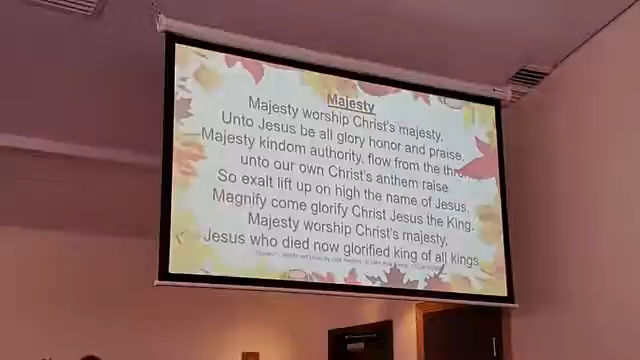 Majesty
Majesty worship Christ's majesty.
Unto Jesus be all glory honor and praise.
Majesty kindom authority, flow from the
unto our own Christ's anthem raise
So exalt lift up on high the name of Jesus.
Magnify come glorify Christ Jesus the King.
Majesty worship Christ's majesty,
Jesus who died now glorified king of all kings